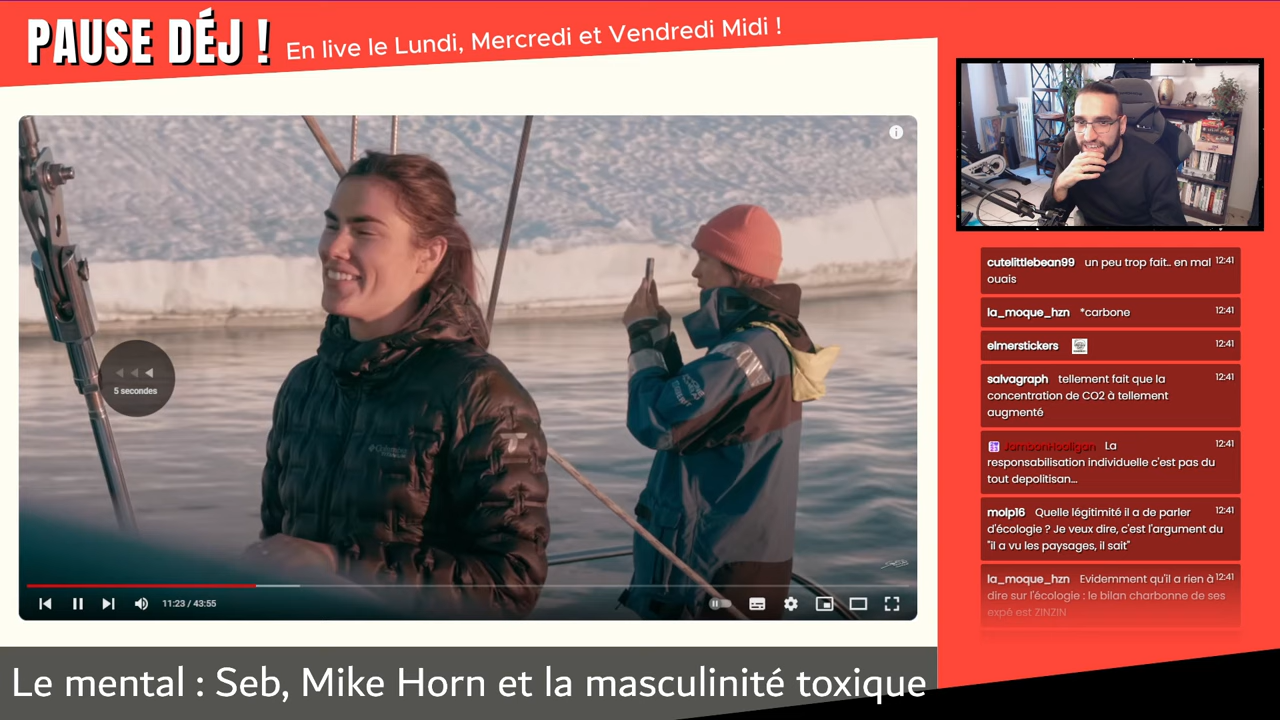 PAUSE DÉJ !
En live le Lundi, Mercredi et Vendredi Midi !
5 secondes
11:23 / 43:55
cutelittlebean99 un peu trop fait.. en mal 12:41
ouais
la_moque_hzn *carbone 12:41
elmerstickers 12:41
salvagraph tellement fait que la 12:41
concentration de CO2 à tellement
augmenté
JambonHooligan La 12:41
responsabilisation individuelle c'est pas du
tout depolitisan...
molp16 Quelle légitimité il a de parler 12:41
d'écologie ? Je veux dire, c'est l'argument du
"il a vu les paysages, il sait"
la_moque_hzn Evidemment qu'il a rien à 12:41
dire sur l'écologie : le bilan charbonne de ses
expé est ZINZIN
Le mental : Seb, Mike Horn et la masculinité toxique